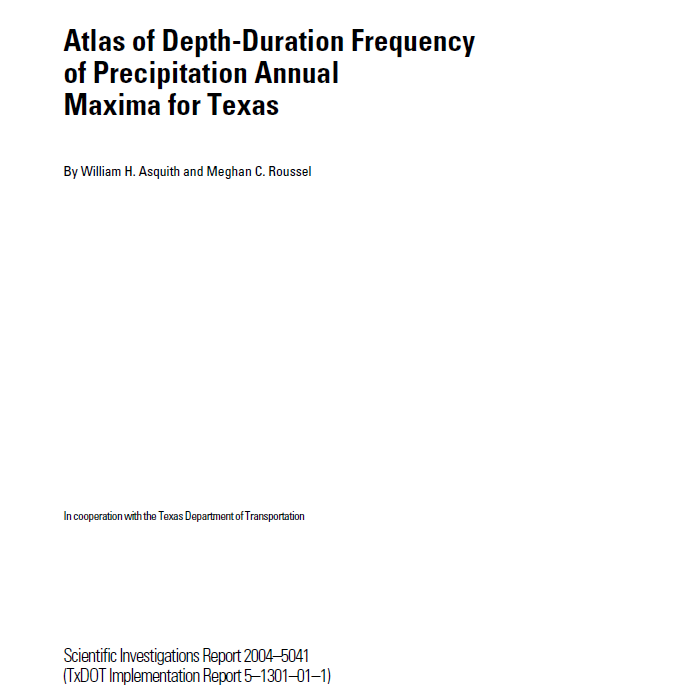 Atlas of Depth-Duration Frequency
of Precipitation Annual
Maxima for Texas
By William H. Asquith and Meghan C. Roussel
In cooperation with the Texas Department of Transportation
Scientific Investigations Report 2004–5041
(TxDOT Implementation Report 5–1301–01–1)